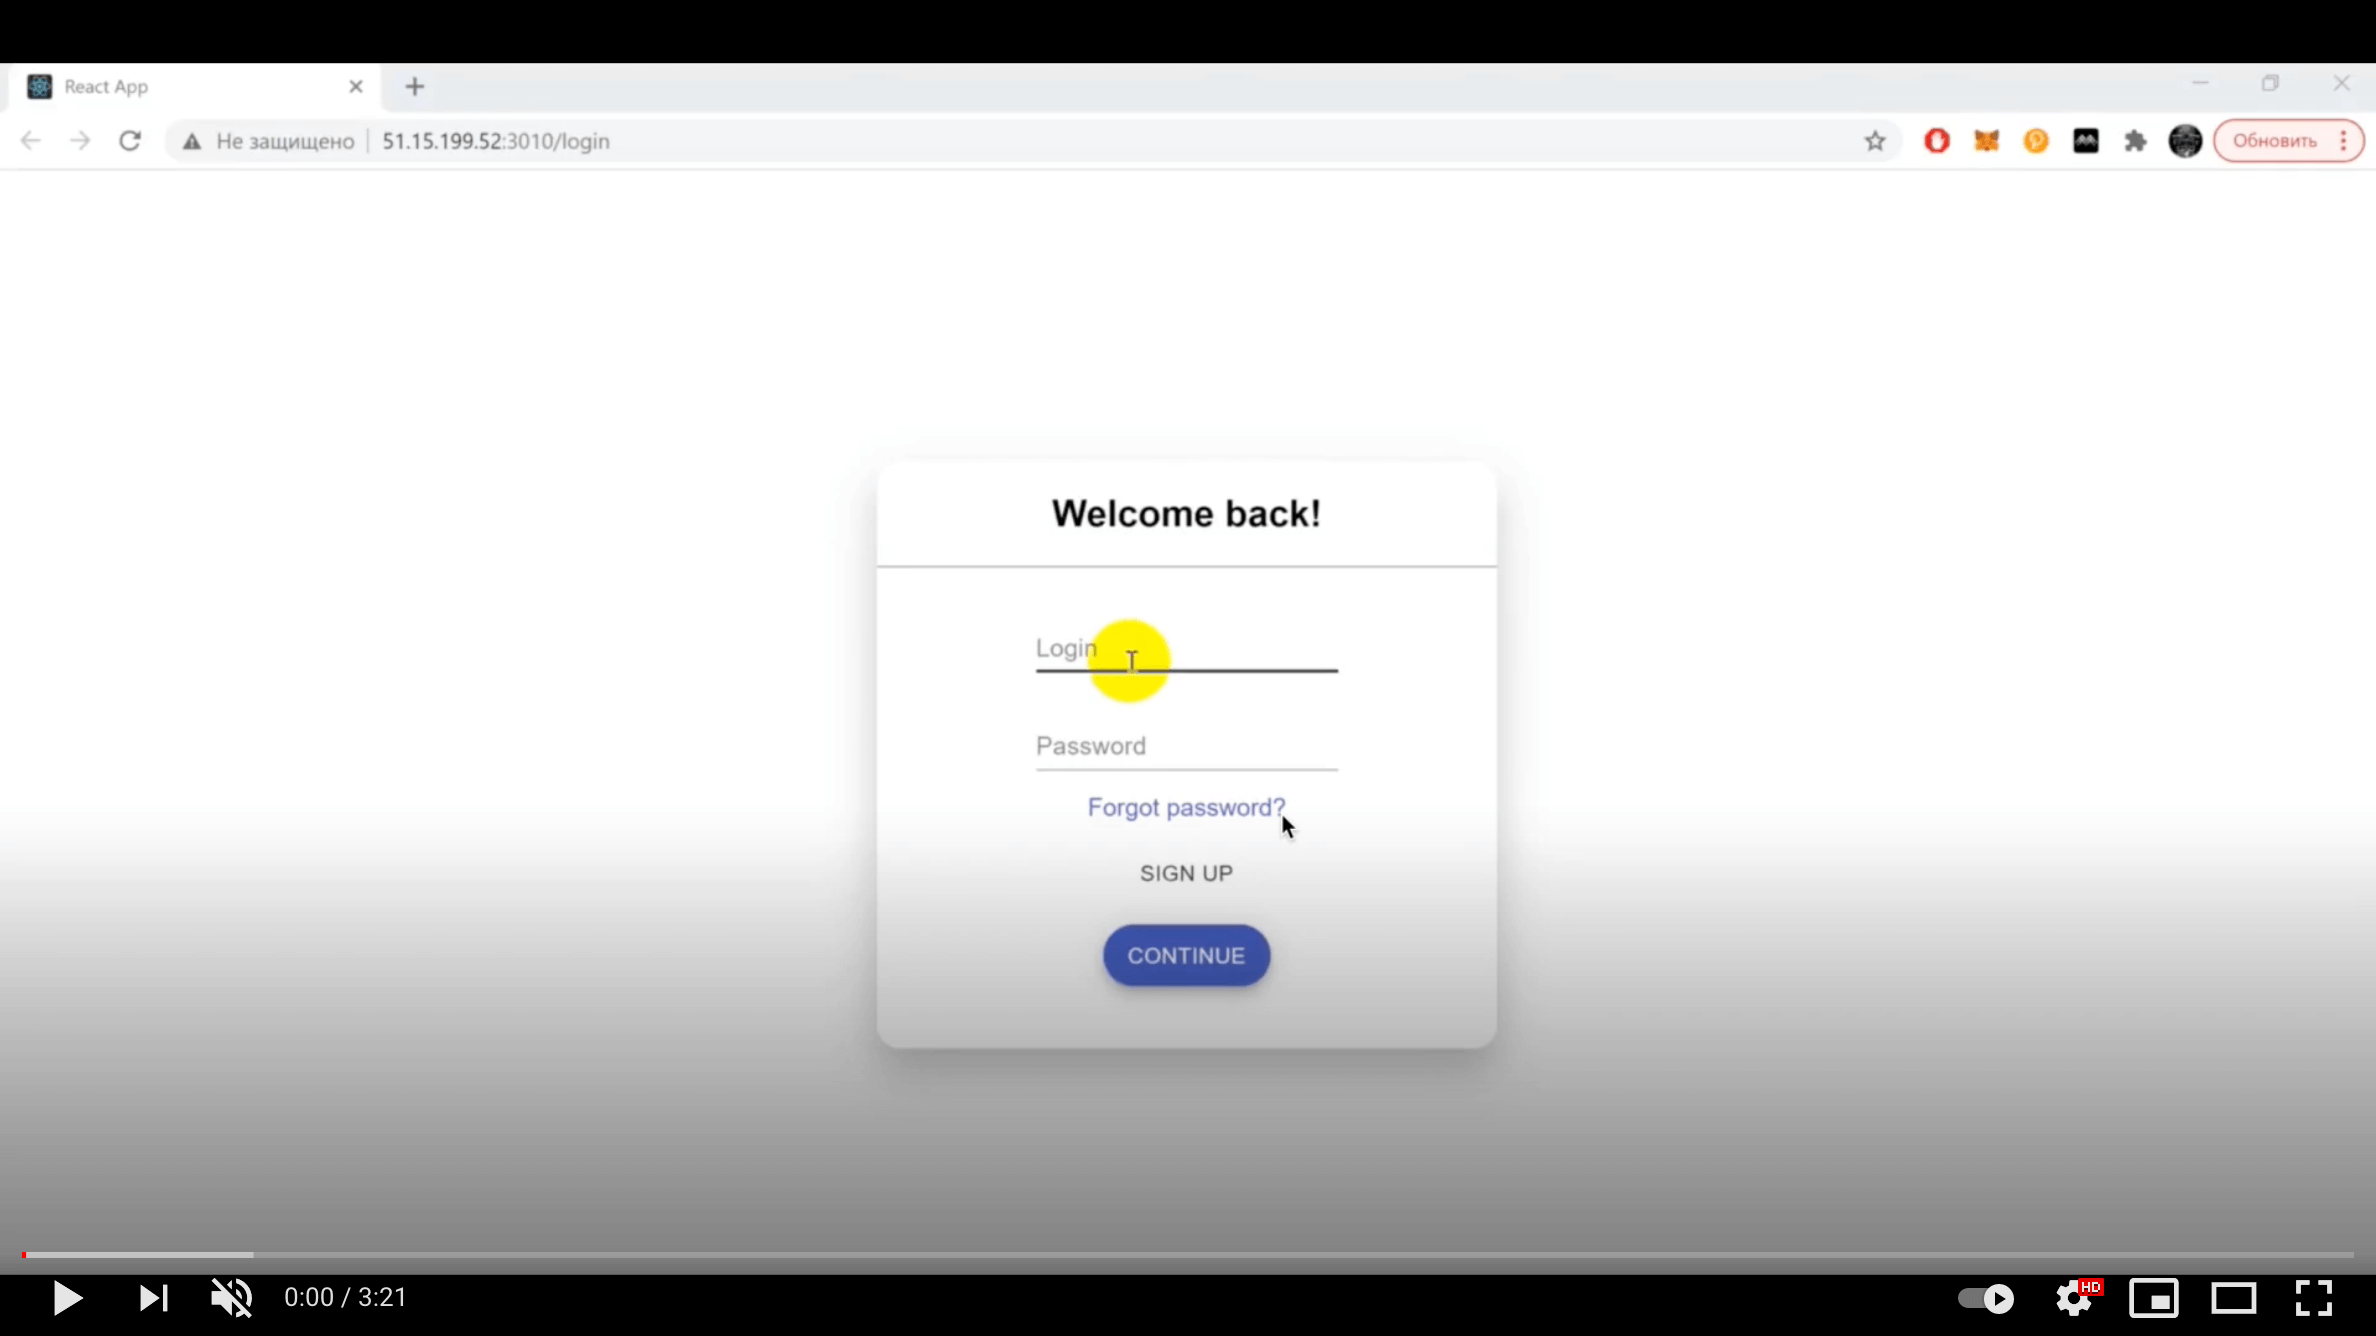 React App
Не защищено 51.15.199.52:3010/login
Обновить
Welcome back!
Login
Password
Forgot password?
SIGN UP
CONTINUE
0:00 / 3:21
HD